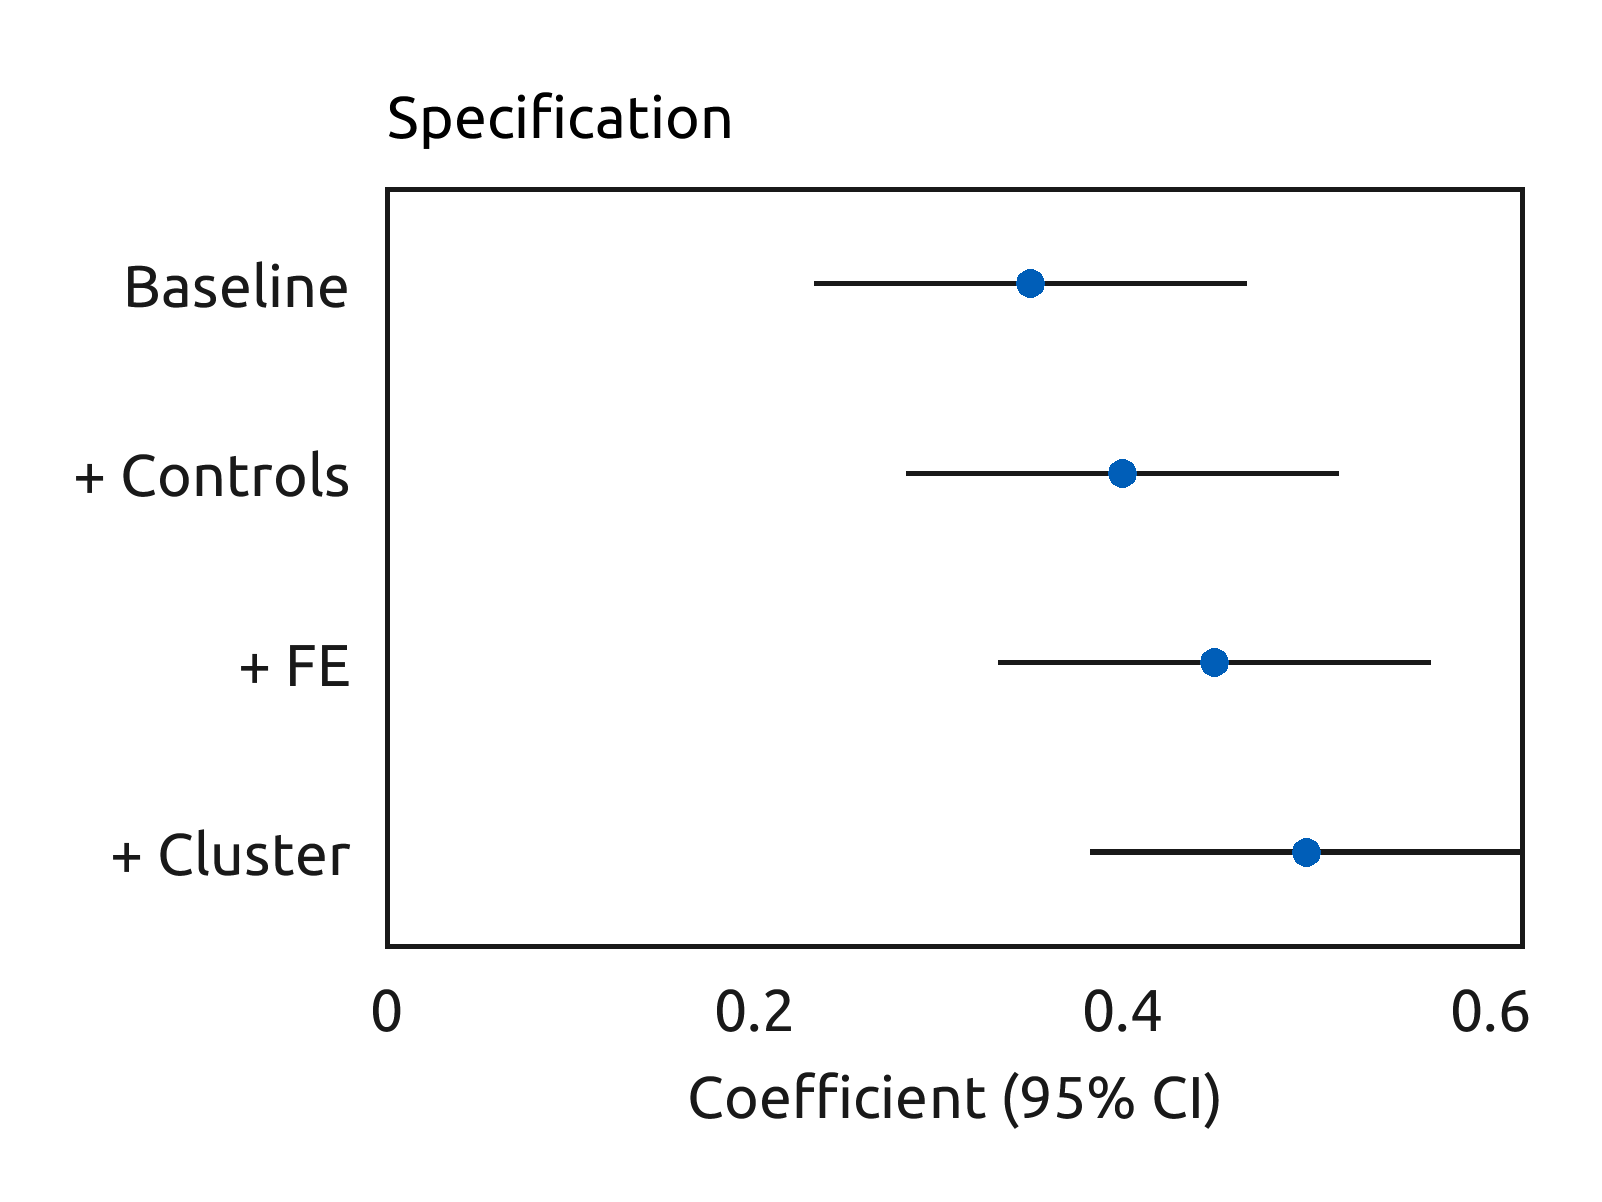 Specification
Baseline
+ Controls
+ FE
+ Cluster
0 0.2 0.4 0.6
Coefficient (95% CI)